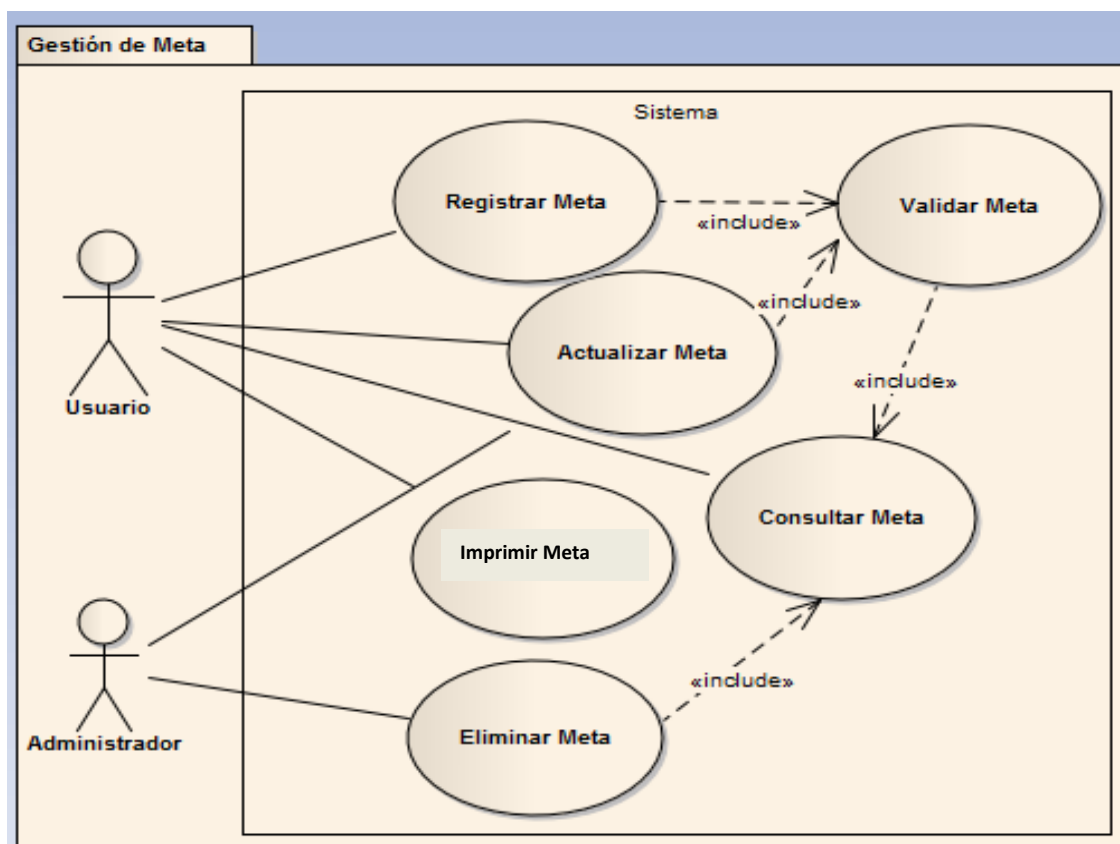 Gestión de Meta
Sistema
Registrar Meta
«include»
Validar Meta
Actualizar Meta
«include»
«include»
Usuario
Consultar Meta
Imprimir Meta
«include»
Eliminar Meta
Administrador